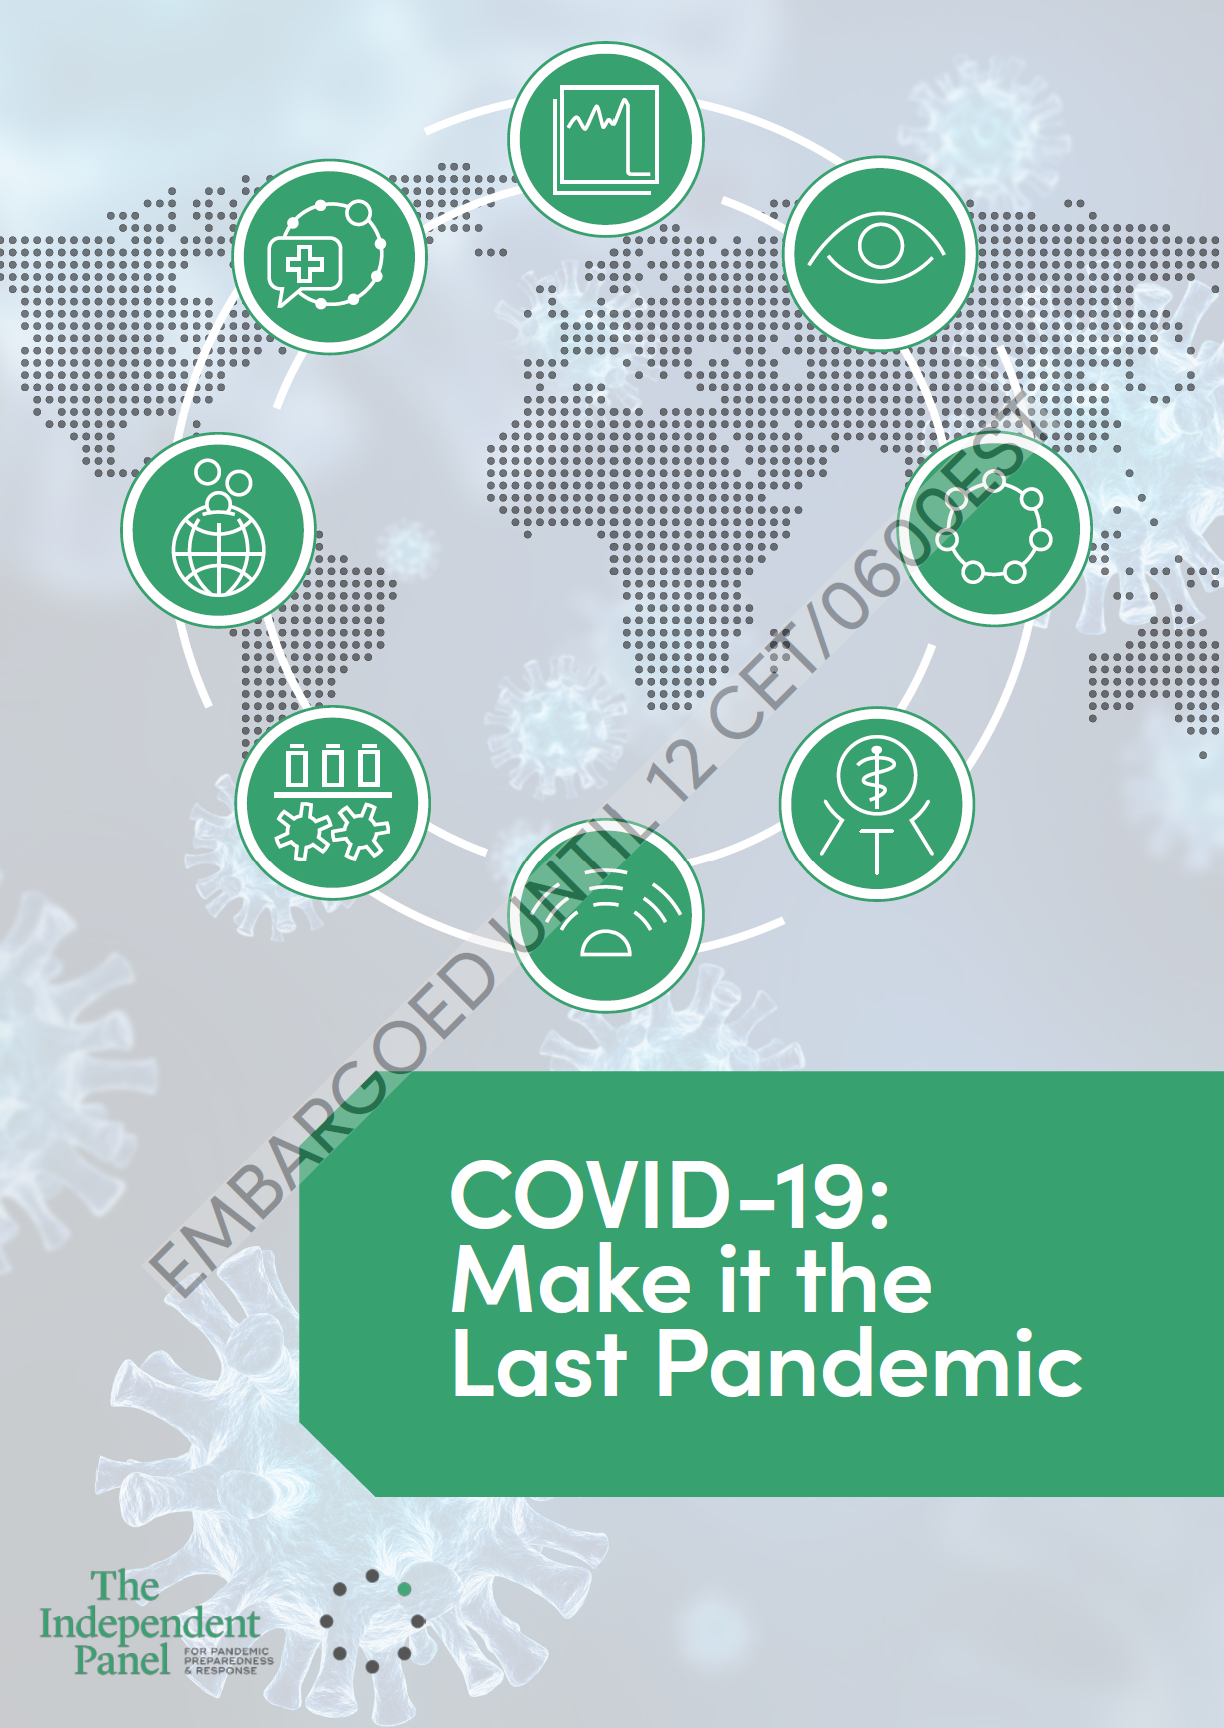 EMBARGOED UNTIL 12 CET/0600EST
COVID-19:
Make it the
Last Pandemic
The
Independent
Panel
FOR PANDEMIC
PREPAREDNESS
& RESPONSE